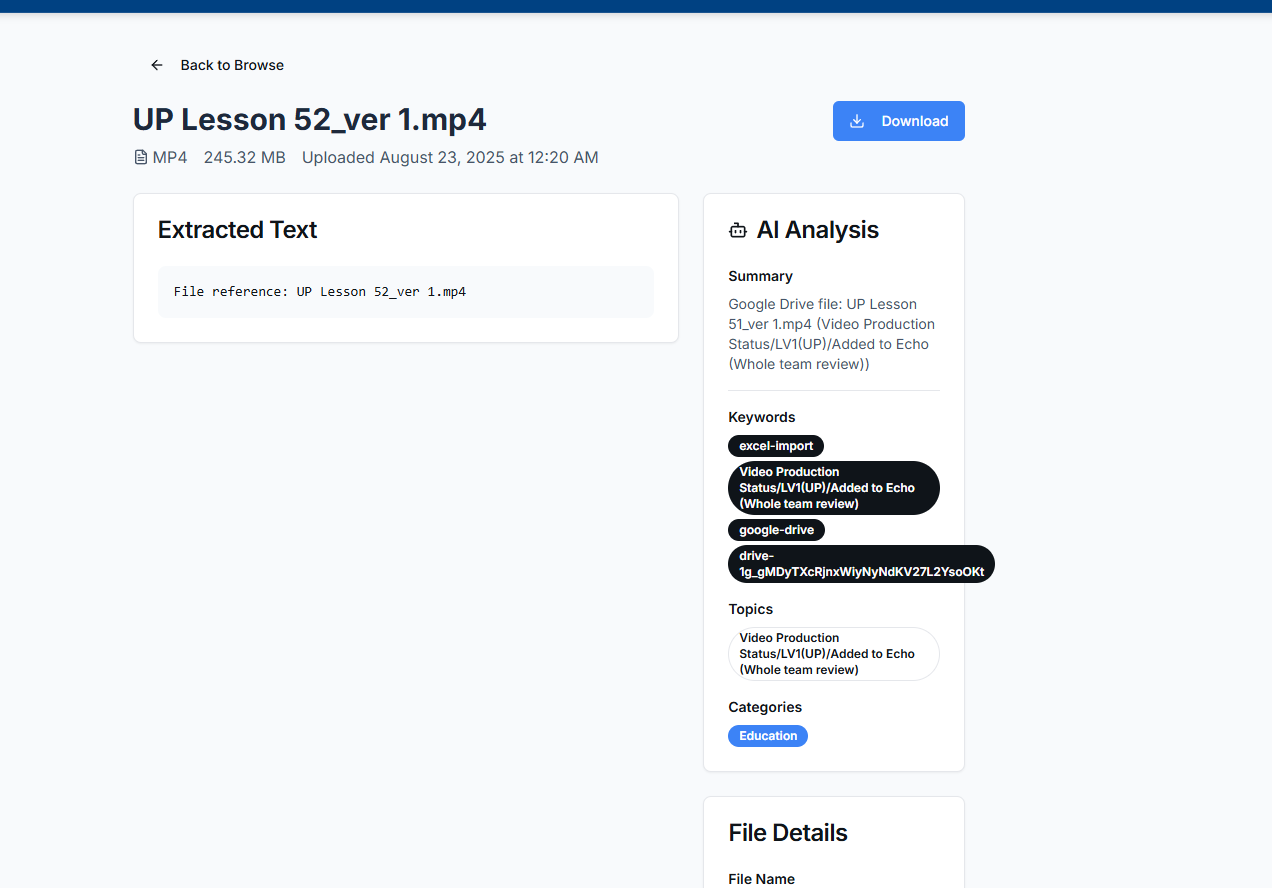 Back to Browse
UP Lesson 52_ver 1.mp4
Download
MP4 245.32 MB Uploaded August 23, 2025 at 12:20 AM
Extracted Text
File reference: UP Lesson 52_ver 1.mp4
AI Analysis
Summary
Google Drive file: UP Lesson
51_ver 1.mp4 (Video Production
Status/LV1(UP)/Added to Echo
(Whole team review))
Keywords
excel-import
Video Production
Status/LV1(UP)/Added to Echo
(Whole team review)
google-drive
drive-
1g_gMDyTXcRjnxWiyNyNdKV27L2YsoOKt
Topics
Video Production
Status/LV1(UP)/Added to Echo
(Whole team review)
Categories
Education
File Details
File Name